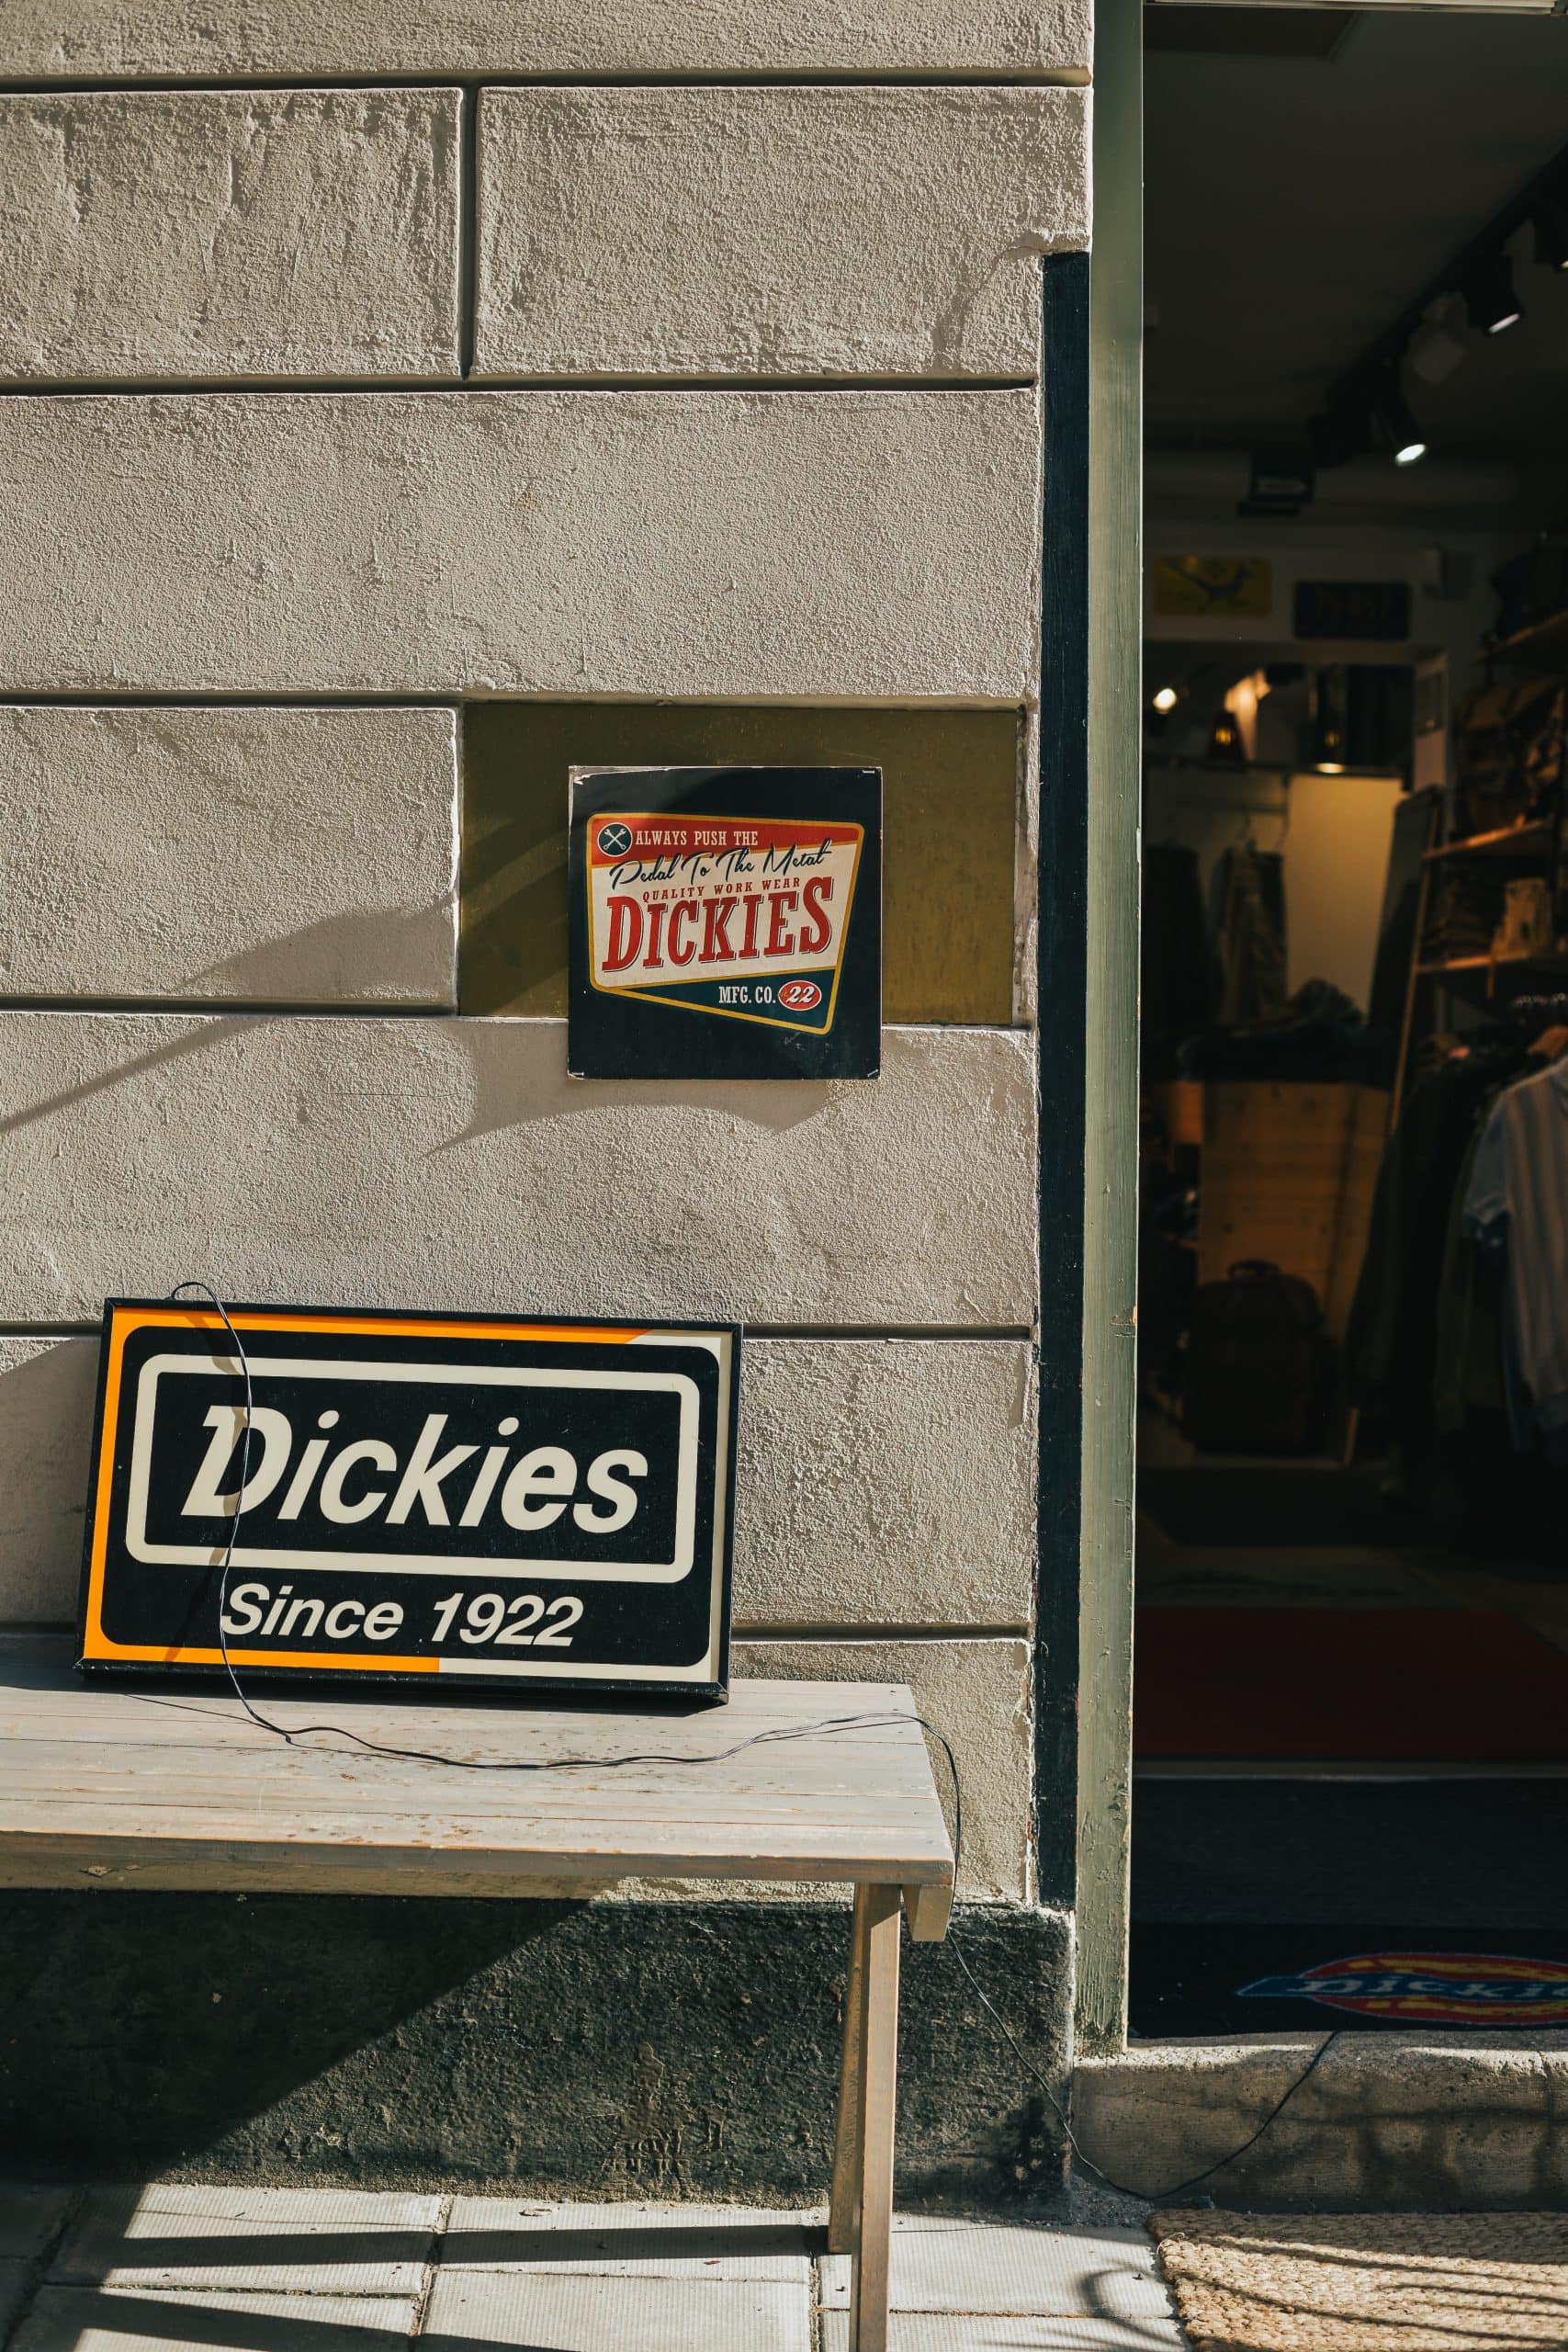 ALWAYS PUSH THE
Pedal To The Metal
QUALITY WORK WEAR
DICKIES
MFG. CO. 22
Dickies
Since 1922